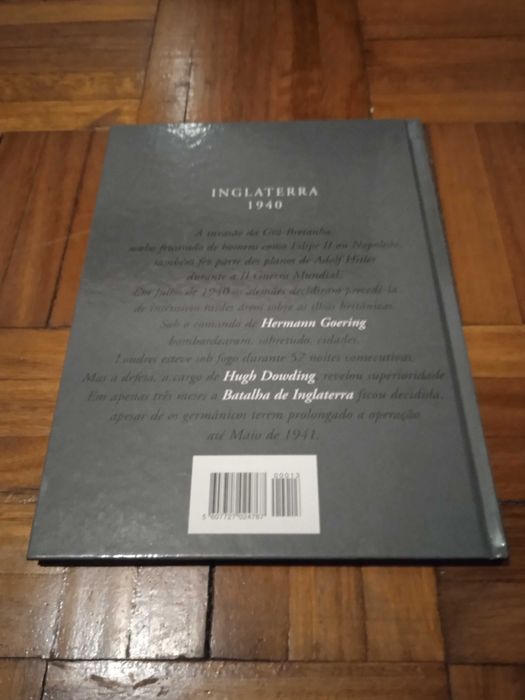 INGLATERRA
1940
A invasão da Grã-Bretanha,
sonho frustrado de homens como Filipe II ou Napoleão,
também fez parte dos planos de Adolf Hitler
durante a II Guerra Mundial.
Em Julho de 1940 os alemães decidiram precedê-la
de intensivos raides aéreos sobre as ilhas britânicas.
Sob o comando de Hermann Goering
bombardearam, sobretudo, cidades.
Londres esteve sob fogo durante 57 noites consecutivas.
Mas a defesa, a cargo de Hugh Dowding, revelou superioridade
Em apenas três meses a Batalha de Inglaterra ficou decidida,
apesar de os germânicos terem prolongado a operação
até Maio de 1941.
00013
5 607727 024767